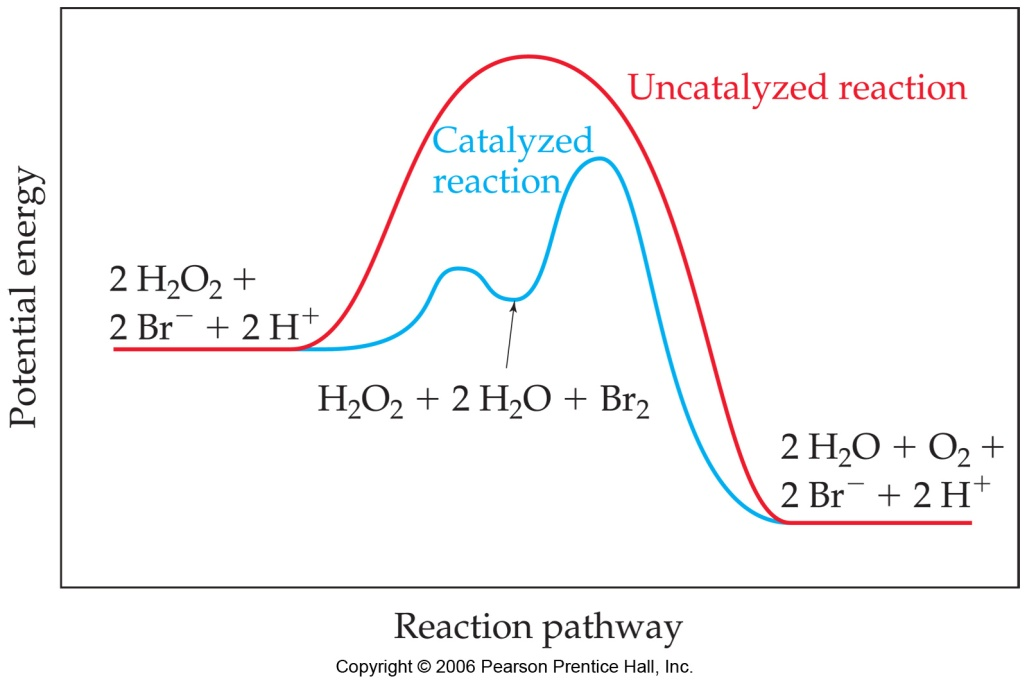 Uncatalyzed reaction
Catalyzed
reaction
2 H₂O₂ +
2 Br⁻ + 2 H⁺
H₂O₂ + 2 H₂O + Br₂
2 H₂O + O₂ +
2 Br⁻ + 2 H⁺
Potential energy
Reaction pathway
Copyright © 2006 Pearson Prentice Hall, Inc.